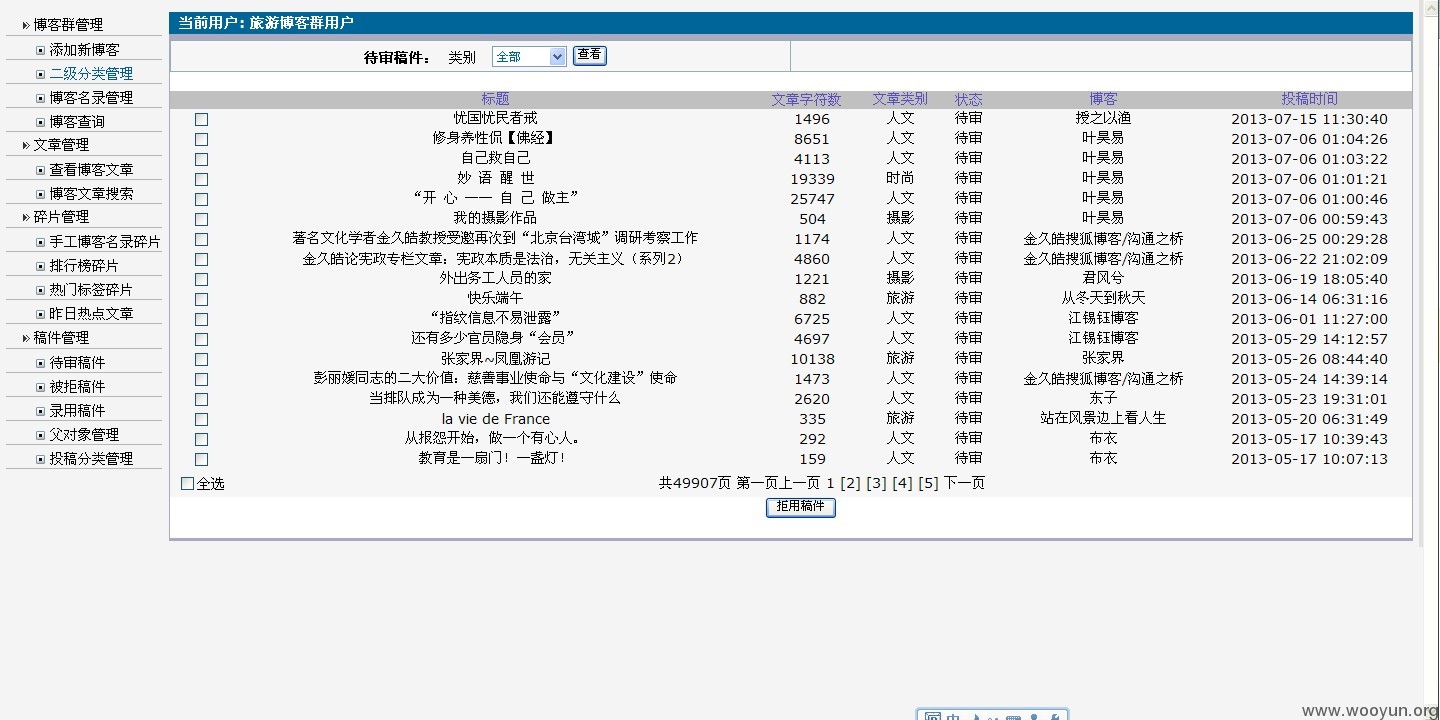 博客群管理
添加新博客
二级分类管理
博客名录管理
博客查询
文章管理
查看博客文章
博客文章搜索
碎片管理
手工博客名录碎片
排行榜碎片
热门标签碎片
昨日热点文章
稿件管理
待审稿件
被拒稿件
录用稿件
父对象管理
投稿分类管理
当前用户: 旅游博客群用户
待审稿件： 类别 全部 查看
标题 文章字符数 文章类别 状态 博客 投稿时间
忧国忧民者戒 1496 人文 待审 授之以渔 2013-07-15 11:30:40
修身养性侃【佛经】 8651 人文 待审 叶昊易 2013-07-06 01:04:26
自己救自己 4113 人文 待审 叶昊易 2013-07-06 01:03:22
妙 语 醒 世 19339 时尚 待审 叶昊易 2013-07-06 01:01:21
“开 心 —— 自 己 做主” 25747 人文 待审 叶昊易 2013-07-06 01:00:46
我的摄影作品 504 摄影 待审 叶昊易 2013-07-06 00:59:43
著名文化学者金久皓教授受邀再次到“北京台湾城”调研考察工作 1174 人文 待审 金久皓搜狐博客/沟通之桥 2013-06-25 00:29:28
金久皓论宪政专栏文章：宪政本质是法治，无关主义（系列2） 4860 人文 待审 金久皓搜狐博客/沟通之桥 2013-06-22 21:02:09
外出务工人员的家 1221 摄影 待审 君风兮 2013-06-19 18:05:40
快乐端午 882 旅游 待审 从冬天到秋天 2013-06-14 06:31:16
“指纹信息不易泄露” 6725 人文 待审 江锡钰博客 2013-06-01 11:27:00
还有多少官员隐身“会员” 4697 人文 待审 江锡钰博客 2013-05-29 14:12:57
张家界~凤凰游记 10138 旅游 待审 张家界 2013-05-26 08:44:40
彭丽媛同志的二大价值：慈善事业使命与“文化建设”使命 1473 人文 待审 金久皓搜狐博客/沟通之桥 2013-05-24 14:39:14
当排队成为一种美德，我们还能遵守什么 2620 人文 待审 东子 2013-05-23 19:31:01
la vie de France 335 旅游 待审 站在风景边上看人生 2013-05-20 06:31:49
从报怨开始，做一个有心人。 292 人文 待审 布衣 2013-05-17 10:39:43
教育是一扇门！一盏灯！ 159 人文 待审 布衣 2013-05-17 10:07:13
全选 共49907页 第一页上一页 1 [2] [3] [4] [5] 下一页
拒用稿件
www.wooyun.org